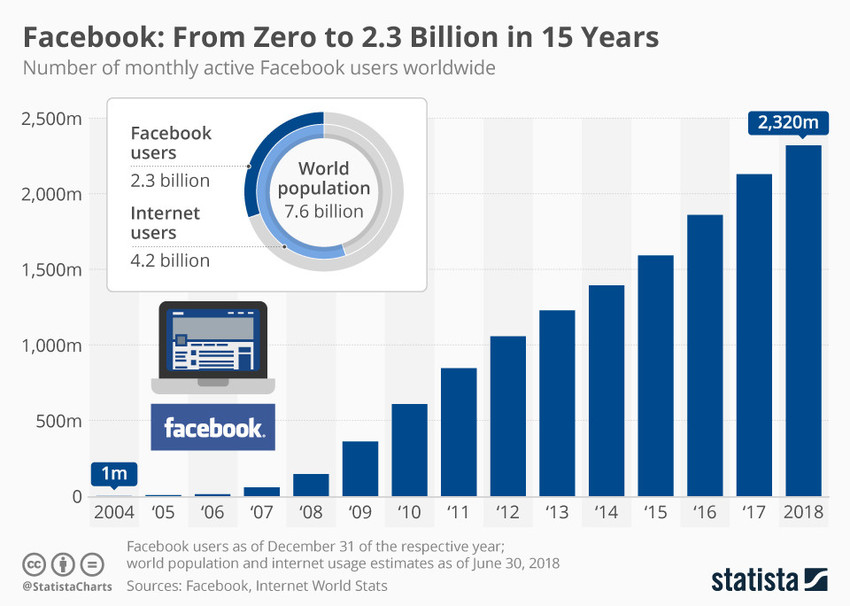 Facebook: From Zero to 2.3 Billion in 15 Years
Number of monthly active Facebook users worldwide
2,500m
2,000m
1,500m
1,000m
500m
0
Facebook
users
2.3 billion
Internet
users
4.2 billion
World
population
7.6 billion
facebook.
1m
2,320m
2004 ‘05 ‘06 ‘07 ‘08 ‘09 ‘10 ‘11 ‘12 ‘13 ‘14 ‘15 ‘16 ‘17 2018
Facebook users as of December 31 of the respective year;
world population and internet usage estimates as of June 30, 2018
cc
@StatistaCharts
Sources: Facebook, Internet World Stats
statista